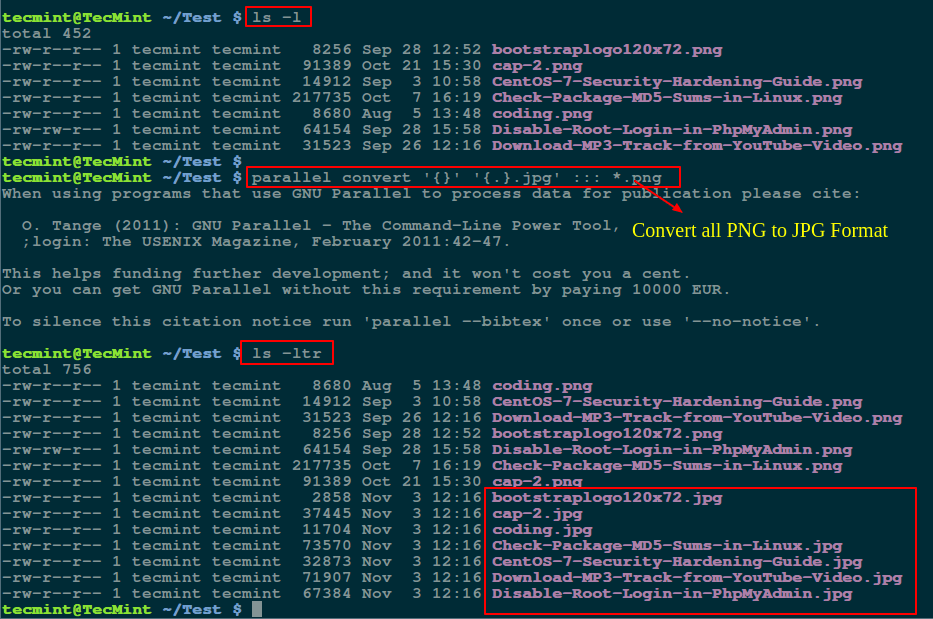 tecmint@TecMint ~/Test $ ls -l
total 452
-rw-r--r-- 1 tecmint tecmint   8256 Sep 28 12:52 bootstraplogo120x72.png
-rw-r--r-- 1 tecmint tecmint  91389 Oct 21 15:30 cap-2.png
-rw-r--r-- 1 tecmint tecmint  14912 Sep  3 10:58 CentOS-7-Security-Hardening-Guide.png
-rw-r--r-- 1 tecmint tecmint 217735 Oct  7 16:19 Check-Package-MD5-Sums-in-Linux.png
-rw-r--r-- 1 tecmint tecmint   8680 Aug  5 13:48 coding.png
-rw-rw-r-- 1 tecmint tecmint  64154 Sep 28 15:58 Disable-Root-Login-in-PhpMyAdmin.png
-rw-r--r-- 1 tecmint tecmint  31523 Sep 26 12:16 Download-MP3-Track-from-YouTube-Video.png
tecmint@TecMint ~/Test $
tecmint@TecMint ~/Test $ parallel convert '{}' '{.}.jpg' ::: *.png
When using programs that use GNU Parallel to process data for publication please cite:
  O. Tange (2011): GNU Parallel - The Command-Line Power Tool,
  ;login: The USENIX Magazine, February 2011:42-47.
Convert all PNG to JPG Format
This helps funding further development; and it won't cost you a cent.
Or you can get GNU Parallel without this requirement by paying 10000 EUR.
To silence this citation notice run 'parallel --bibtex' once or use '--no-notice'.
tecmint@TecMint ~/Test $ ls -ltr
total 756
-rw-r--r-- 1 tecmint tecmint   8680 Aug  5 13:48 coding.png
-rw-r--r-- 1 tecmint tecmint  14912 Sep  3 10:58 CentOS-7-Security-Hardening-Guide.png
-rw-r--r-- 1 tecmint tecmint  31523 Sep 26 12:16 Download-MP3-Track-from-YouTube-Video.png
-rw-r--r-- 1 tecmint tecmint   8256 Sep 28 12:52 bootstraplogo120x72.png
-rw-rw-r-- 1 tecmint tecmint  64154 Sep 28 15:58 Disable-Root-Login-in-PhpMyAdmin.png
-rw-r--r-- 1 tecmint tecmint 217735 Oct  7 16:19 Check-Package-MD5-Sums-in-Linux.png
-rw-r--r-- 1 tecmint tecmint  91389 Oct 21 15:30 cap-2.png
-rw-r--r-- 1 tecmint tecmint   2858 Nov  3 12:16 bootstraplogo120x72.jpg
-rw-r--r-- 1 tecmint tecmint  37445 Nov  3 12:16 cap-2.jpg
-rw-r--r-- 1 tecmint tecmint  11704 Nov  3 12:16 coding.jpg
-rw-r--r-- 1 tecmint tecmint  73570 Nov  3 12:16 Check-Package-MD5-Sums-in-Linux.jpg
-rw-r--r-- 1 tecmint tecmint  32873 Nov  3 12:16 CentOS-7-Security-Hardening-Guide.jpg
-rw-r--r-- 1 tecmint tecmint  71907 Nov  3 12:16 Download-MP3-Track-from-YouTube-Video.jpg
-rw-r--r-- 1 tecmint tecmint  67384 Nov  3 12:16 Disable-Root-Login-in-PhpMyAdmin.jpg
tecmint@TecMint ~/Test $